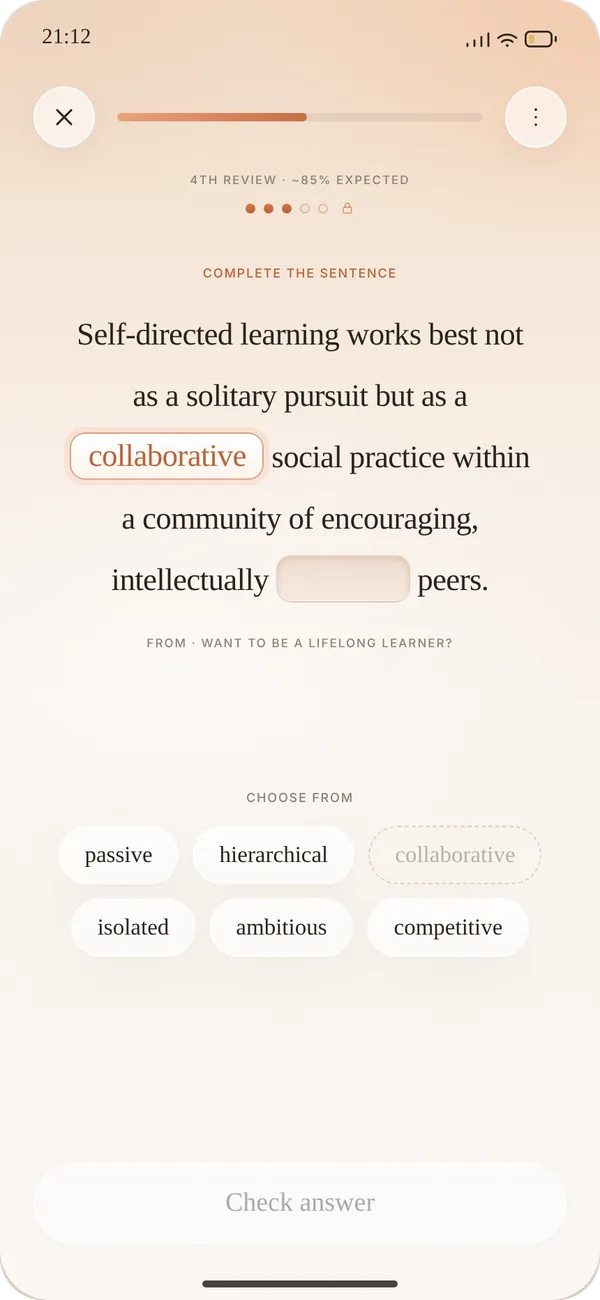 21:12
4TH REVIEW · ~85% EXPECTED
COMPLETE THE SENTENCE
Self-directed learning works best not
as a solitary pursuit but as a
collaborative social practice within
a community of encouraging,
intellectually peers.
FROM · WANT TO BE A LIFELONG LEARNER?
CHOOSE FROM
passive hierarchical collaborative
isolated ambitious competitive
Check answer